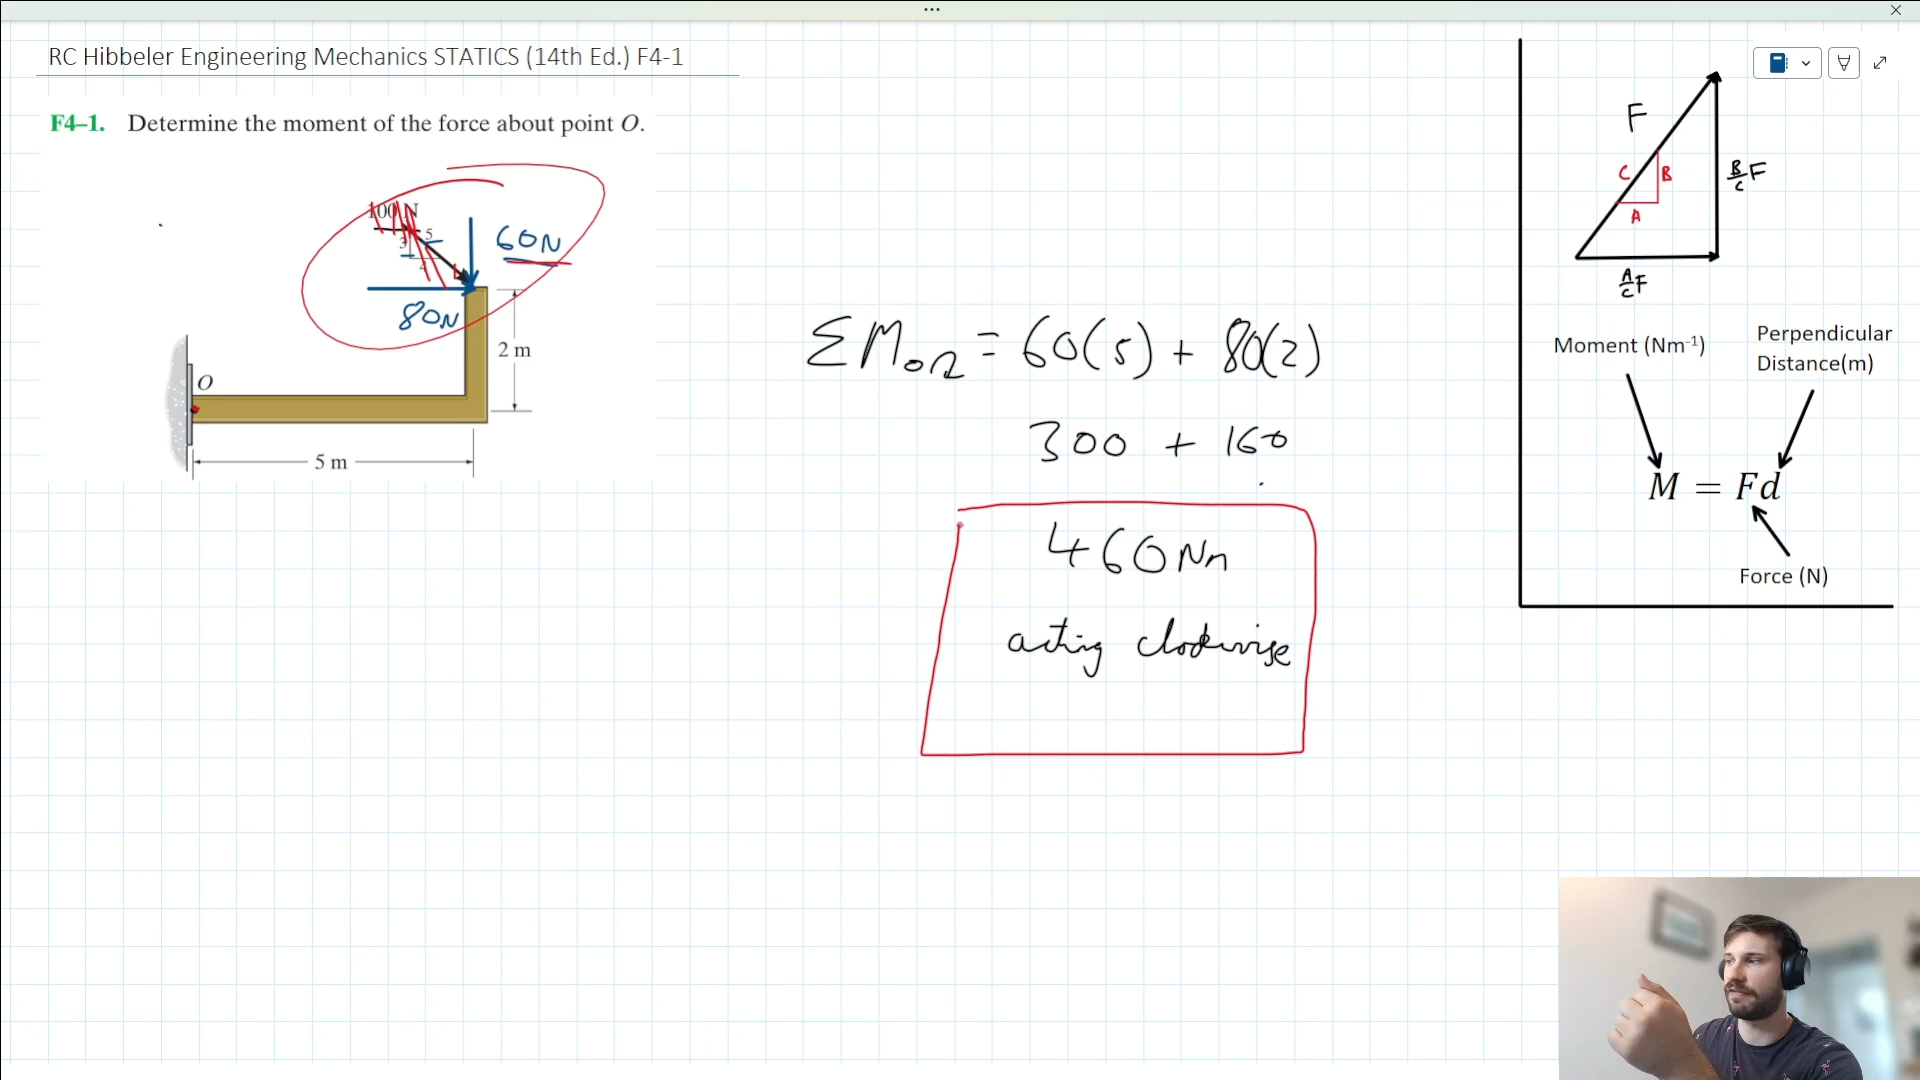 RC Hibbeler Engineering Mechanics STATICS (14th Ed.) F4-1
F4–1. Determine the moment of the force about point O.
100 N
5
3
4
60N
80N
2 m
O
5 m
ΣMO = 60(5) + 80(2)
300 + 160
460Nm
acting clockwise
F
C
B
A
B/C F
A/C F
Moment (Nm⁻¹)
Perpendicular
Distance(m)
M = Fd
Force (N)